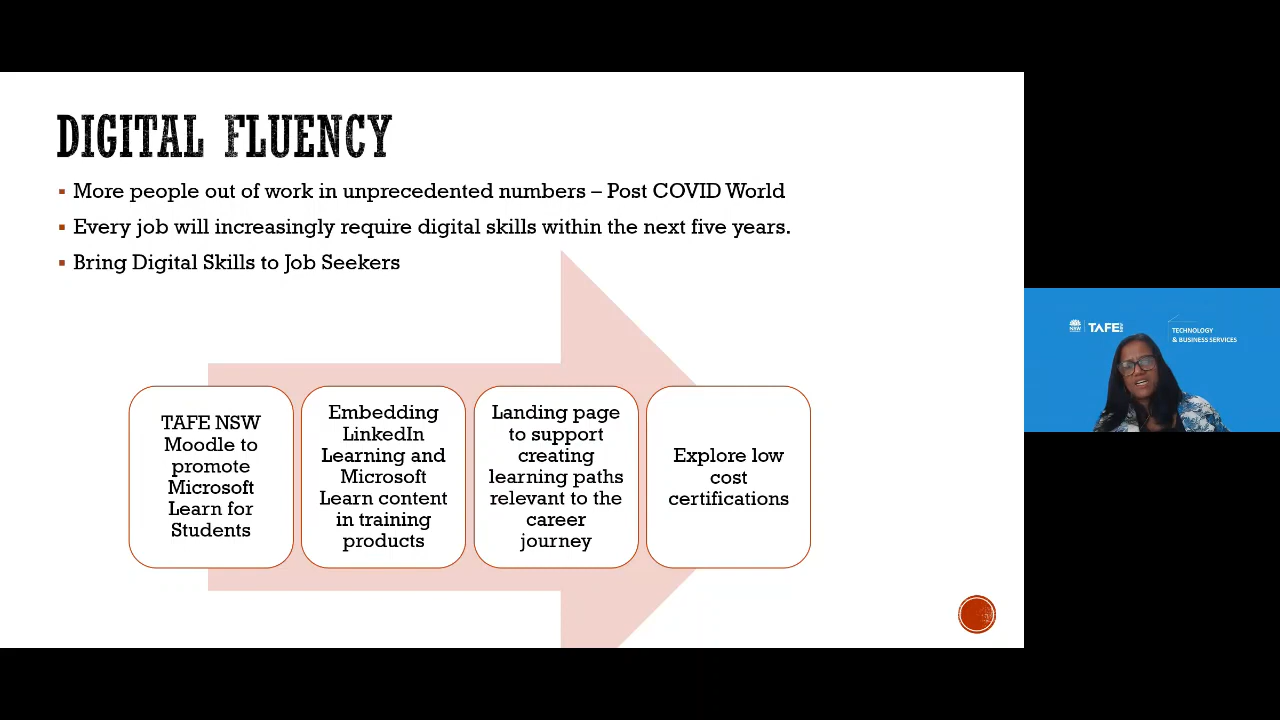 DIGITAL FLUENCY
More people out of work in unprecedented numbers – Post COVID World
Every job will increasingly require digital skills within the next five years.
Bring Digital Skills to Job Seekers
TAFE NSW
Moodle to
promote
Microsoft
Learn for
Students
Embedding
LinkedIn
Learning and
Microsoft
Learn content
in training
products
Landing page
to support
creating
learning paths
relevant to the
career
journey
Explore low
cost
certifications
NSW
TAFE NSW
TECHNOLOGY
& BUSINESS SERVICES